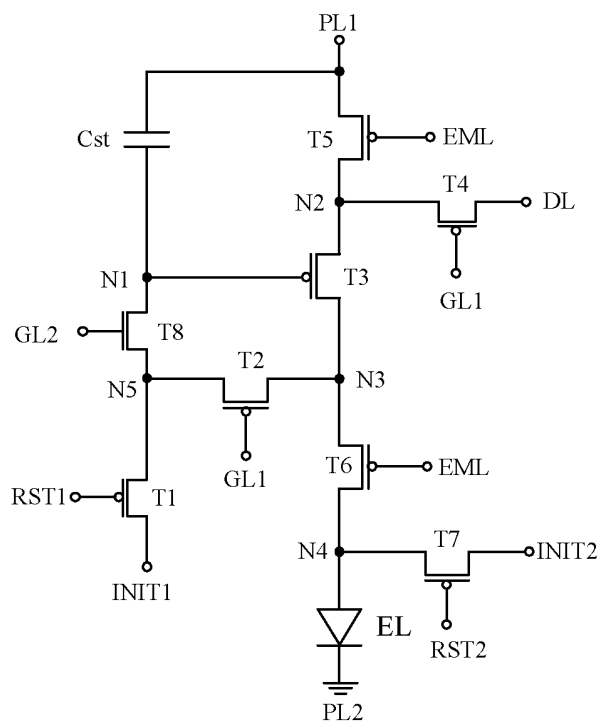 PL1
Cst
T5
EML
T4
N2
DL
N1
T3
GL1
GL2
T8
T2
N5
N3
T6
EML
GL1
RST1
T1
T7
N4
INIT2
INIT1
EL
RST2
PL2